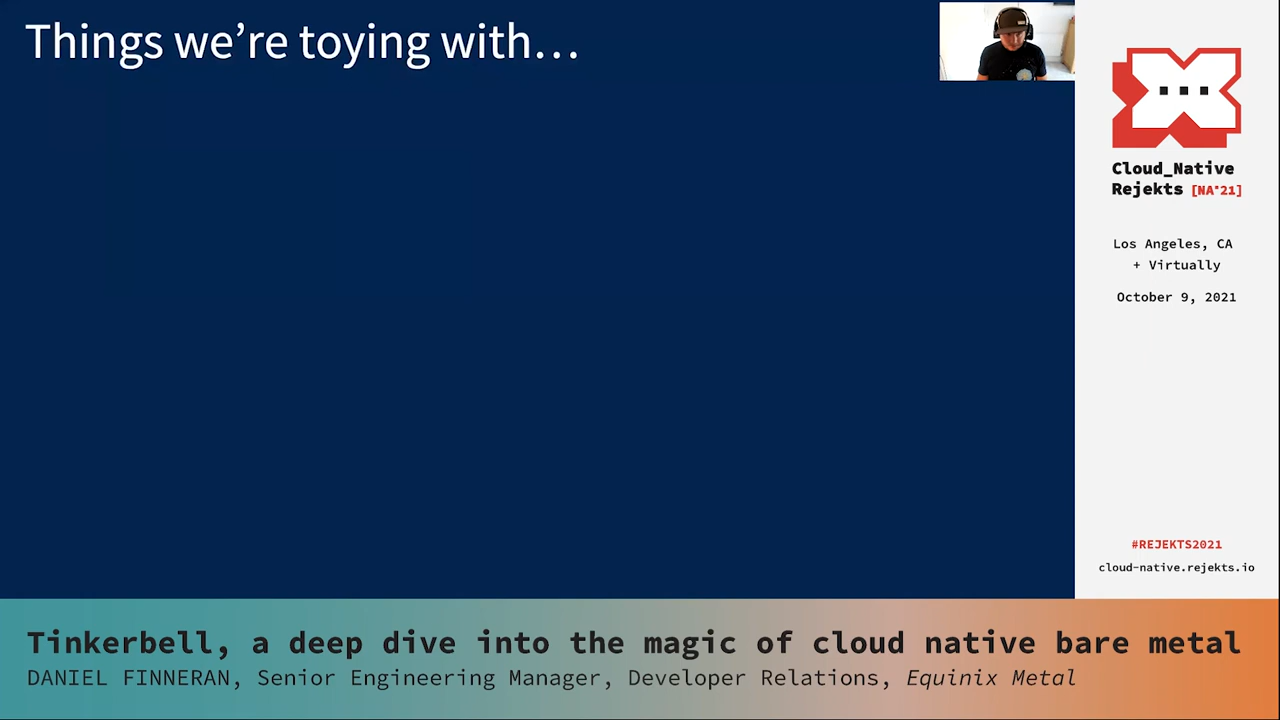 Things we’re toying with…
Cloud_Native
Rejekts [NA*21]
Los Angeles, CA
+ Virtually
October 9, 2021
#REJEKTS2021
cloud-native.rejekts.io
Tinkerbell, a deep dive into the magic of cloud native bare metal
DANIEL FINNERAN, Senior Engineering Manager, Developer Relations, Equinix Metal